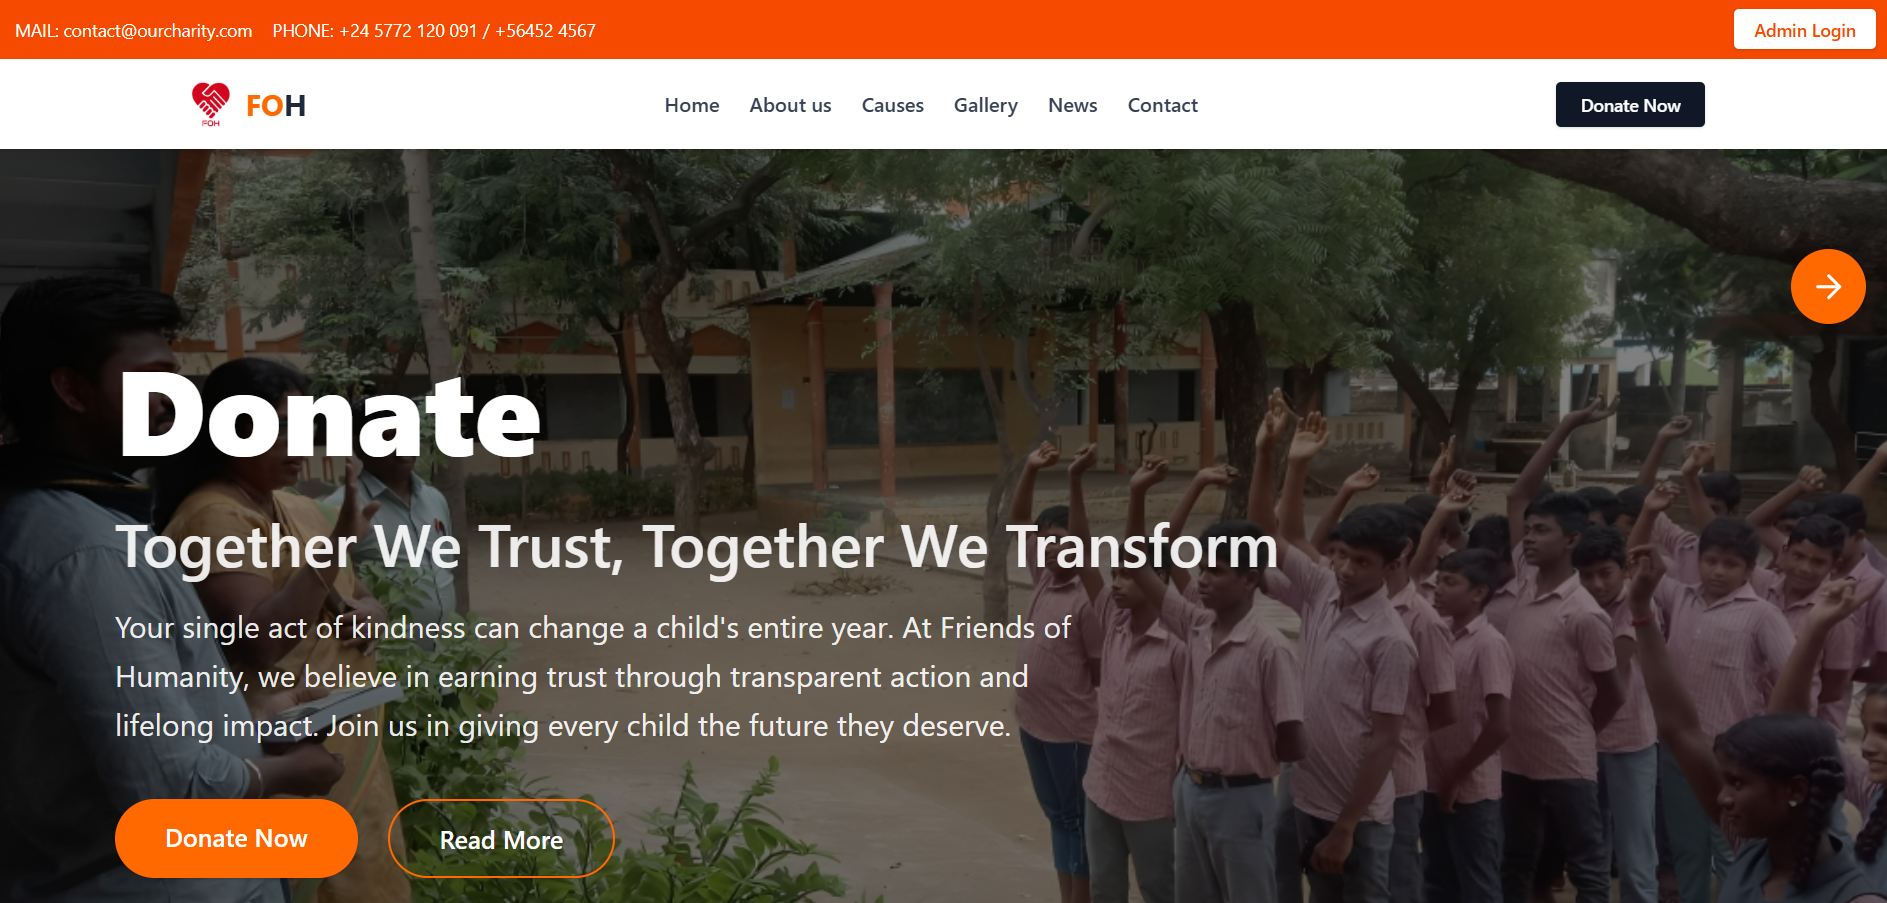 MAIL: contact@ourcharity.com PHONE: +24 5772 120 091 / +56452 4567
Admin Login
FOH
FOH
Home About us Causes Gallery News Contact
Donate Now
Donate
Together We Trust, Together We Transform
Your single act of kindness can change a child's entire year. At Friends of
Humanity, we believe in earning trust through transparent action and
lifelong impact. Join us in giving every child the future they deserve.
Donate Now
Read More